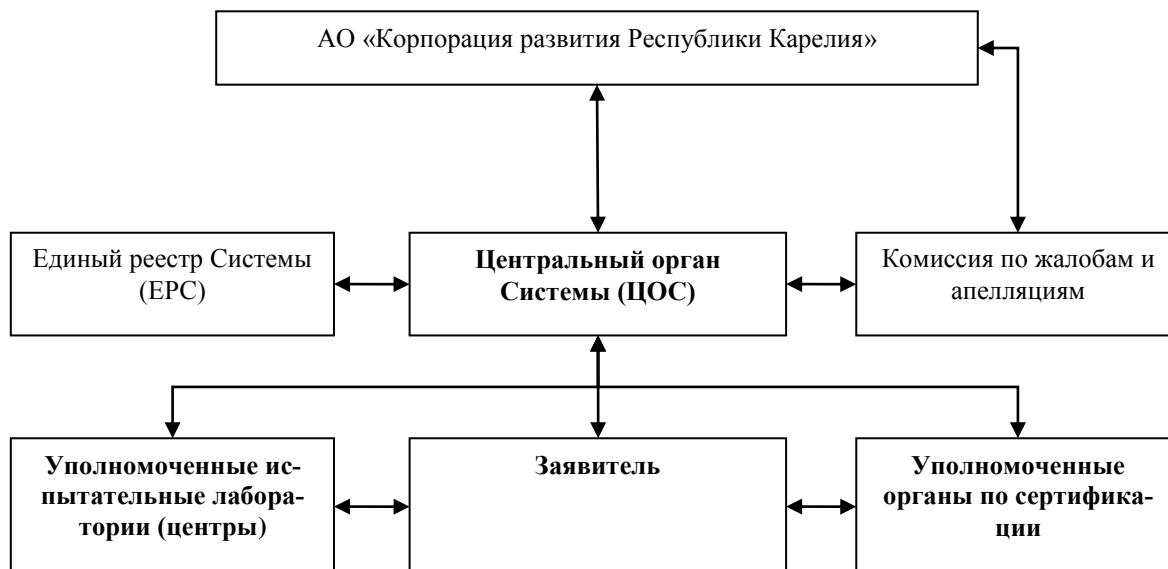 АО «Корпорация развития Республики Карелия»
Единый реестр Системы
(ЕРС)
Центральный орган
Системы (ЦОС)
Комиссия по жалобам и
апелляциям
Уполномоченные ис-
пытательные лабора-
тории (центры)
Заявитель
Уполномоченные
органы по сертифика-
ции